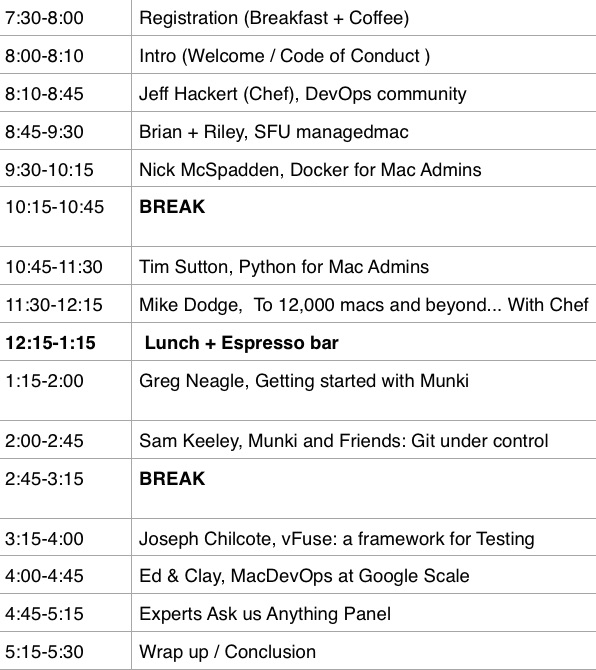 7:30-8:00 Registration (Breakfast + Coffee)
8:00-8:10 Intro (Welcome / Code of Conduct )
8:10-8:45 Jeff Hackert (Chef), DevOps community
8:45-9:30 Brian + Riley, SFU managedmac
9:30-10:15 Nick McSpadden, Docker for Mac Admins
10:15-10:45 BREAK
10:45-11:30 Tim Sutton, Python for Mac Admins
11:30-12:15 Mike Dodge,  To 12,000 macs and beyond... With Chef
12:15-1:15 Lunch + Espresso bar
1:15-2:00 Greg Neagle, Getting started with Munki
2:00-2:45 Sam Keeley, Munki and Friends: Git under control
2:45-3:15 BREAK
3:15-4:00 Joseph Chilcote, vFuse: a framework for Testing
4:00-4:45 Ed & Clay, MacDevOps at Google Scale
4:45-5:15 Experts Ask us Anything Panel
5:15-5:30 Wrap up / Conclusion